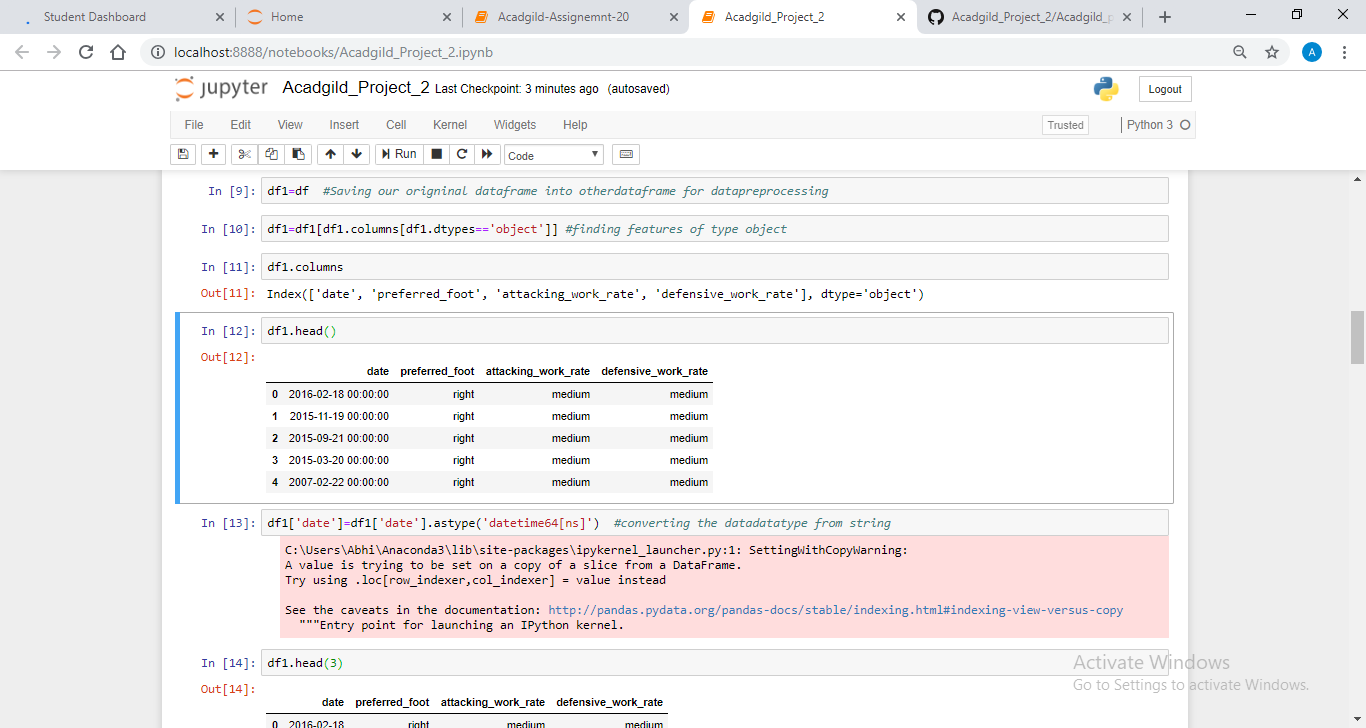 Student Dashboard
Home
Acadgild-Assignemnt-20
Acadgild_Project_2
Acadgild_Project_2/Acadgild_p
localhost:8888/notebooks/Acadgild_Project_2.ipynb
A
jupyter Acadgild_Project_2 Last Checkpoint: 3 minutes ago (autosaved)
Logout
File Edit View Insert Cell Kernel Widgets Help
Trusted
Python 3
Run
Code
In [9]: df1=df #Saving our origninal dataframe into otherdataframe for datapreprocessing
In [10]: df1=df1[df1.columns[df1.dtypes=='object']] #finding features of type object
In [11]: df1.columns
Out[11]: Index(['date', 'preferred_foot', 'attacking_work_rate', 'defensive_work_rate'], dtype='object')
In [12]: df1.head()
Out[12]:
date preferred_foot attacking_work_rate defensive_work_rate
0 2016-02-18 00:00:00 right medium medium
1 2015-11-19 00:00:00 right medium medium
2 2015-09-21 00:00:00 right medium medium
3 2015-03-20 00:00:00 right medium medium
4 2007-02-22 00:00:00 right medium medium
In [13]: df1['date']=df1['date'].astype('datetime64[ns]') #converting the datadatatype from string
C:\Users\Abhi\Anaconda3\lib\site-packages\ipykernel_launcher.py:1: SettingWithCopyWarning:
A value is trying to be set on a copy of a slice from a DataFrame.
Try using .loc[row_indexer,col_indexer] = value instead
See the caveats in the documentation: http://pandas.pydata.org/pandas-docs/stable/indexing.html#indexing-view-versus-copy
"""Entry point for launching an IPython kernel.
In [14]: df1.head(3)
Out[14]:
date preferred_foot attacking_work_rate defensive_work_rate
0 2016-02-18 right medium medium
Activate Windows
Go to Settings to activate Windows.